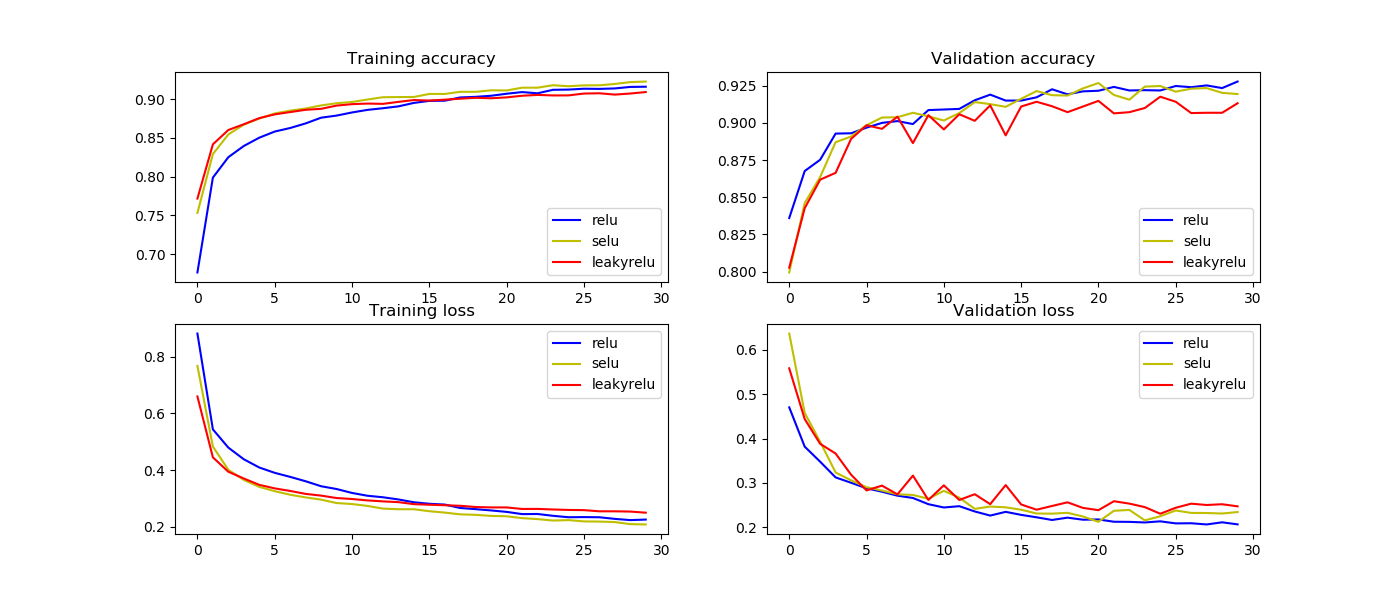 Training accuracy
0.90
0.85
0.80
0.75
0.70
relu
selu
leakyrelu
0 5 10 15 20 25 30
Validation accuracy
0.925
0.900
0.875
0.850
0.825
0.800
relu
selu
leakyrelu
0 5 10 15 20 25 30
Training loss
0.8
0.6
0.4
0.2
relu
selu
leakyrelu
0 5 10 15 20 25 30
Validation loss
0.6
0.5
0.4
0.3
0.2
relu
selu
leakyrelu
0 5 10 15 20 25 30